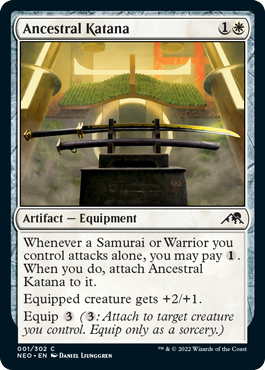 Ancestral Katana 1
Artifact — Equipment
Whenever a Samurai or Warrior you
control attacks alone, you may pay 1.
When you do, attach Ancestral
Katana to it.
Equipped creature gets +2/+1.
Equip 3 (3: Attach to target creature
you control. Equip only as a sorcery.)
001/302 C
NEO • EN DANIEL LJUNGGREN ™ & © 2022 Wizards of the Coast